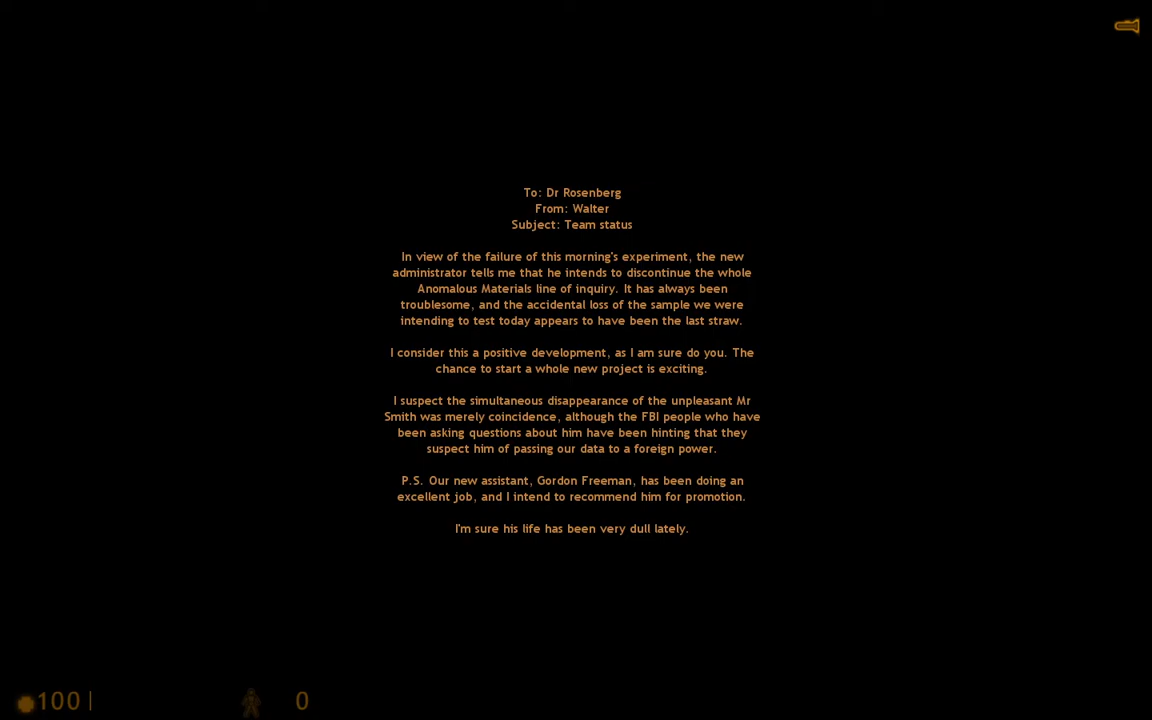 To: Dr Rosenberg
From: Walter
Subject: Team status
In view of the failure of this morning's experiment, the new
administrator tells me that he intends to discontinue the whole
Anomalous Materials line of inquiry. It has always been
troublesome, and the accidental loss of the sample we were
intending to test today appears to have been the last straw.
I consider this a positive development, as I am sure do you. The
chance to start a whole new project is exciting.
I suspect the simultaneous disappearance of the unpleasant Mr
Smith was merely coincidence, although the FBI people who have
been asking questions about him have been hinting that they
suspect him of passing our data to a foreign power.
P.S. Our new assistant, Gordon Freeman, has been doing an
excellent job, and I intend to recommend him for promotion.
I'm sure his life has been very dull lately.
100 | 0